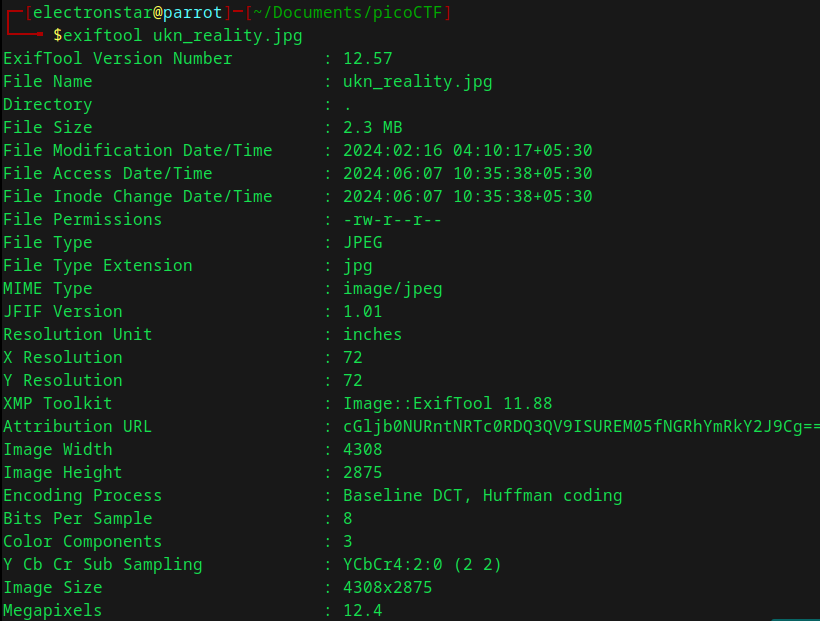 ┌─[electronstar@parrot]─[~/Documents/picoCTF]
└──╼ $exiftool ukn_reality.jpg
ExifTool Version Number : 12.57
File Name : ukn_reality.jpg
Directory : .
File Size : 2.3 MB
File Modification Date/Time : 2024:02:16 04:10:17+05:30
File Access Date/Time : 2024:06:07 10:35:38+05:30
File Inode Change Date/Time : 2024:06:07 10:35:38+05:30
File Permissions : -rw-r--r--
File Type : JPEG
File Type Extension : jpg
MIME Type : image/jpeg
JFIF Version : 1.01
Resolution Unit : inches
X Resolution : 72
Y Resolution : 72
XMP Toolkit : Image::ExifTool 11.88
Attribution URL : cGljb0NURntNRTc0RDQ3QV9ISUREM05fNGRhYmRkY2J9Cg==
Image Width : 4308
Image Height : 2875
Encoding Process : Baseline DCT, Huffman coding
Bits Per Sample : 8
Color Components : 3
Y Cb Cr Sub Sampling : YCbCr4:2:0 (2 2)
Image Size : 4308x2875
Megapixels : 12.4